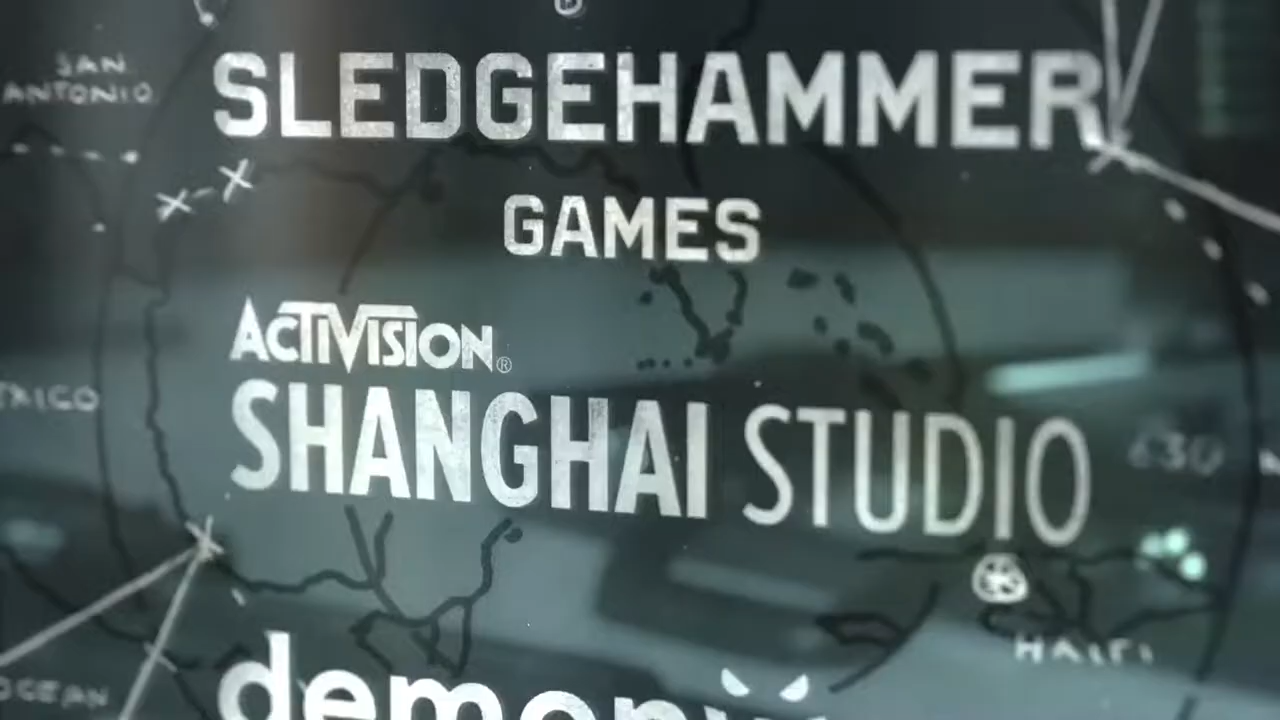 SAN
ANTONIO
SLEDGEHAMMER
GAMES
ACTIVISION®
SHANGHAI STUDIO
630
HAITI
OCEAN